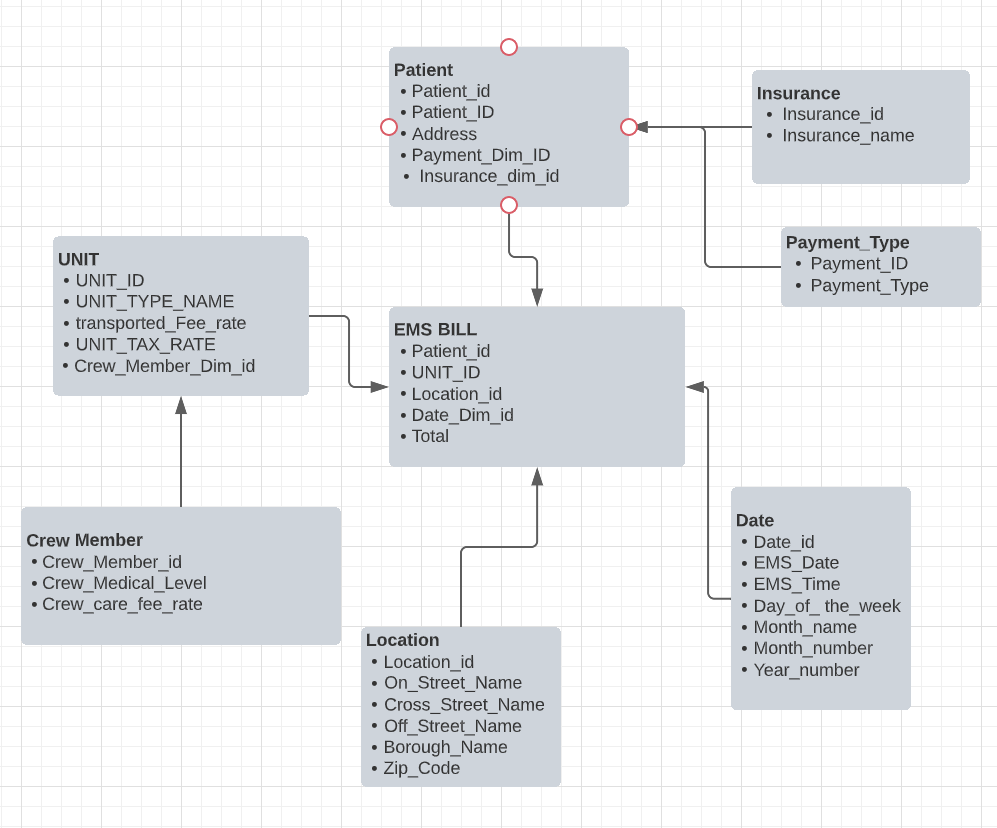 Patient
• Patient_id
• Patient_ID
• Address
• Payment_Dim_ID
• Insurance_dim_id
Insurance
• Insurance_id
• Insurance_name
Payment_Type
• Payment_ID
• Payment_Type
UNIT
• UNIT_ID
• UNIT_TYPE_NAME
• transported_Fee_rate
• UNIT_TAX_RATE
• Crew_Member_Dim_id
EMS BILL
• Patient_id
• UNIT_ID
• Location_id
• Date_Dim_id
• Total
Crew Member
• Crew_Member_id
• Crew_Medical_Level
• Crew_care_fee_rate
Location
• Location_id
• On_Street_Name
• Cross_Street_Name
• Off_Street_Name
• Borough_Name
• Zip_Code
Date
• Date_id
• EMS_Date
• EMS_Time
• Day_of_ the_week
• Month_name
• Month_number
• Year_number